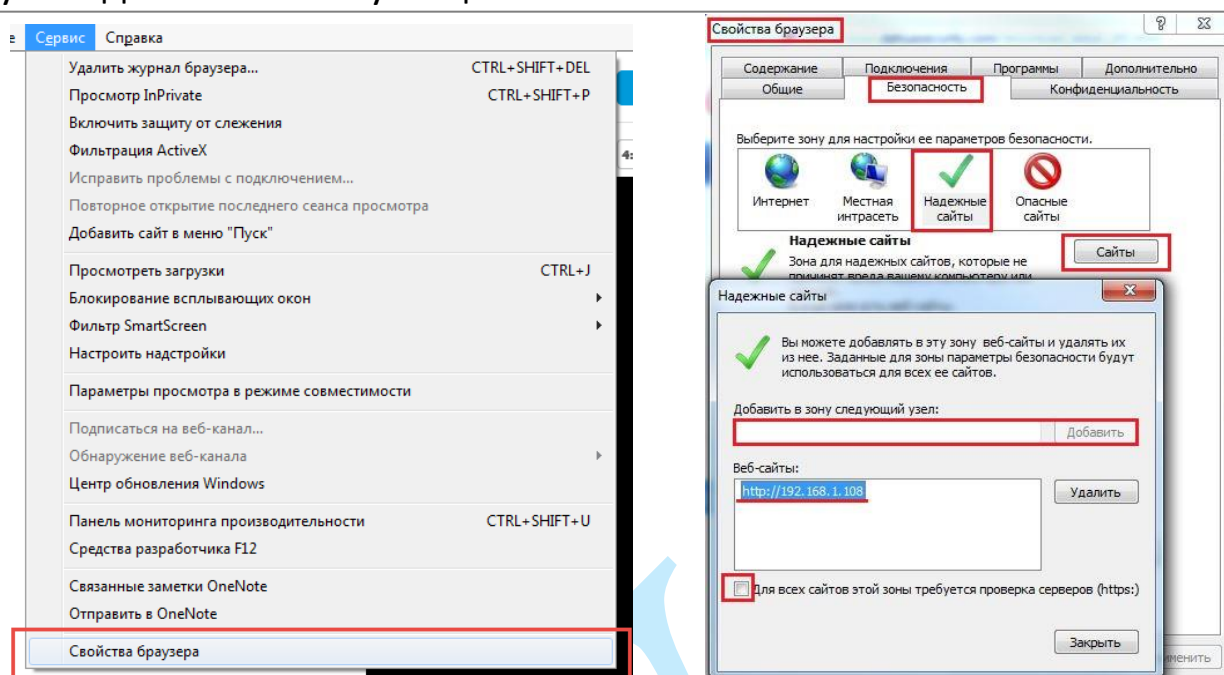 Сервис Справка
Удалить журнал браузера... CTRL+SHIFT+DEL
Просмотр InPrivate CTRL+SHIFT+P
Включить защиту от слежения
Фильтрация ActiveX
Исправить проблемы с подключением...
Повторное открытие последнего сеанса просмотра
Добавить сайт в меню "Пуск"
Просмотреть загрузки CTRL+J
Блокирование всплывающих окон
Фильтр SmartScreen
Настроить надстройки
Параметры просмотра в режиме совместимости
Подписаться на веб-канал...
Обнаружение веб-канала
Центр обновления Windows
Панель мониторинга производительности CTRL+SHIFT+U
Средства разработчика F12
Связанные заметки OneNote
Отправить в OneNote
Свойства браузера
4:
Свойства браузера
Содержание Подключения Программы Дополнительно
Общие Безопасность Конфиденциальность
Выберите зону для настройки ее параметров безопасности.
Интернет Местная интрасеть Надежные сайты Опасные сайты
Надежные сайты
Сайты
Зона для надежных сайтов, которые не
причинят вреда вашему компьютеру или
Надежные сайты
Вы можете добавлять в эту зону веб-сайты и удалять их
из нее. Заданные для зоны параметры безопасности будут
использоваться для всех ее сайтов.
Добавить в зону следующий узел:
Добавить
Веб-сайты:
http://192.168.1.108
Удалить
Для всех сайтов этой зоны требуется проверка серверов (https:)
Закрыть